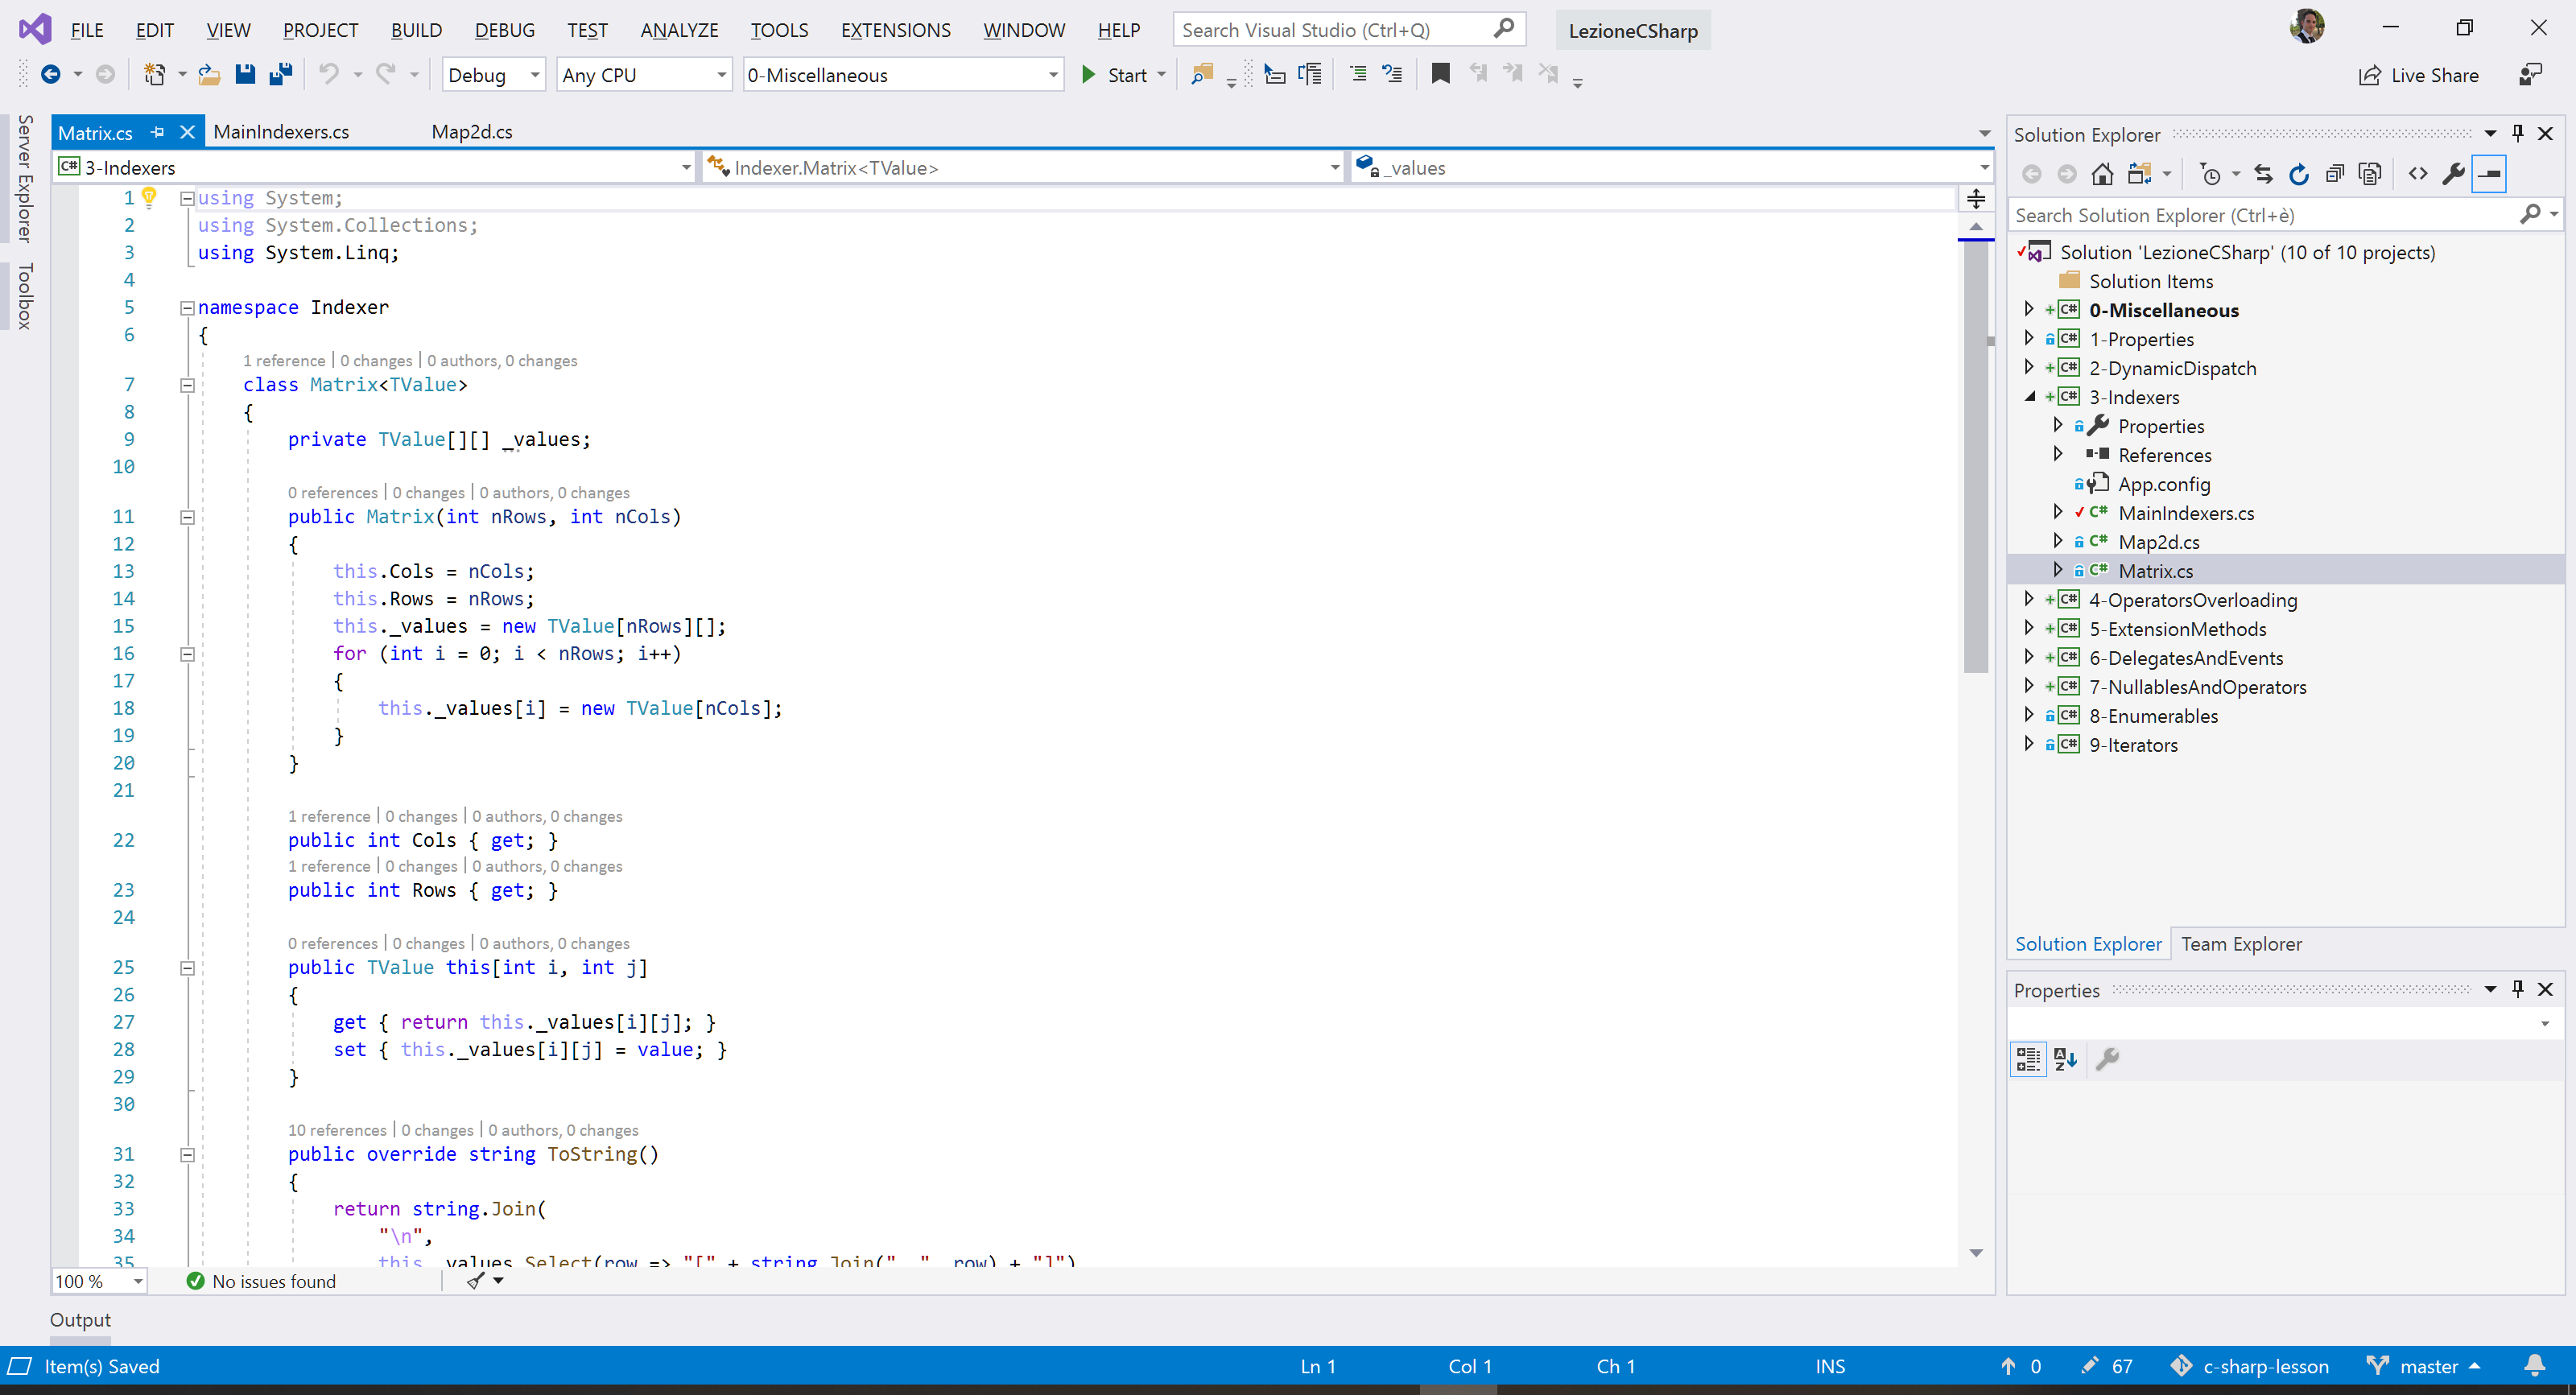 FILE EDIT VIEW PROJECT BUILD DEBUG TEST ANALYZE TOOLS EXTENSIONS WINDOW HELP Search Visual Studio (Ctrl+Q) LezioneCSharp
Debug Any CPU 0-Miscellaneous Start Live Share
Server Explorer
Toolbox
Matrix.cs MainIndexers.cs Map2d.cs
C# 3-Indexers Indexer.Matrix<TValue> _values
1 using System;
2 using System.Collections;
3 using System.Linq;
4
5 namespace Indexer
6 {
1 reference | 0 changes | 0 authors, 0 changes
7 class Matrix<TValue>
8 {
9 private TValue[][] _values;
10
0 references | 0 changes | 0 authors, 0 changes
11 public Matrix(int nRows, int nCols)
12 {
13 this.Cols = nCols;
14 this.Rows = nRows;
15 this._values = new TValue[nRows][];
16 for (int i = 0; i < nRows; i++)
17 {
18 this._values[i] = new TValue[nCols];
19 }
20 }
21
1 reference | 0 changes | 0 authors, 0 changes
22 public int Cols { get; }
1 reference | 0 changes | 0 authors, 0 changes
23 public int Rows { get; }
24
0 references | 0 changes | 0 authors, 0 changes
25 public TValue this[int i, int j]
26 {
27 get { return this._values[i][j]; }
28 set { this._values[i][j] = value; }
29 }
30
10 references | 0 changes | 0 authors, 0 changes
31 public override string ToString()
32 {
33 return string.Join(
34 "\n",
35 this._values.Select(row => "[" + string.Join(", ", row) + "]")
100 % No issues found
Output
Solution Explorer
Search Solution Explorer (Ctrl+è)
Solution 'LezioneCSharp' (10 of 10 projects)
Solution Items
C# 0-Miscellaneous
C# 1-Properties
C# 2-DynamicDispatch
C# 3-Indexers
Properties
References
App.config
C# MainIndexers.cs
C# Map2d.cs
C# Matrix.cs
C# 4-OperatorsOverloading
C# 5-ExtensionMethods
C# 6-DelegatesAndEvents
C# 7-NullablesAndOperators
C# 8-Enumerables
C# 9-Iterators
Solution Explorer Team Explorer
Properties
Item(s) Saved Ln 1 Col 1 Ch 1 INS 0 67 c-sharp-lesson master